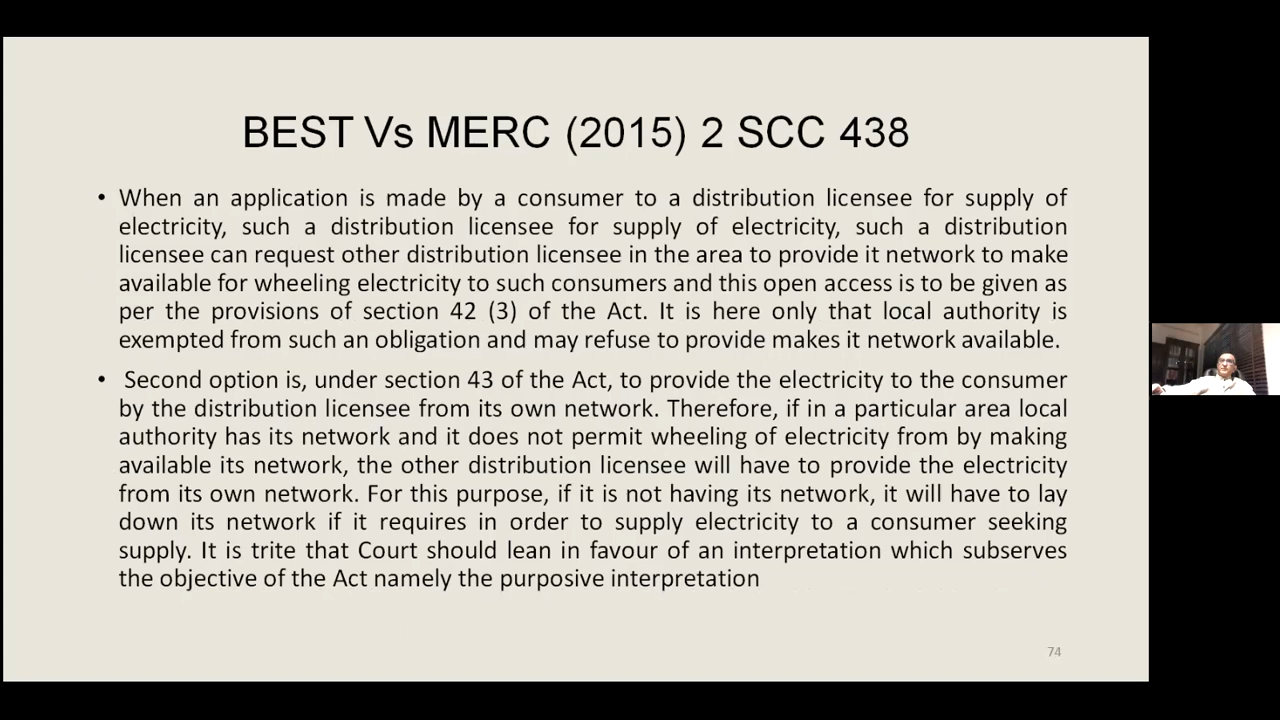 BEST Vs MERC (2015) 2 SCC 438
• When an application is made by a consumer to a distribution licensee for supply of
electricity, such a distribution licensee for supply of electricity, such a distribution
licensee can request other distribution licensee in the area to provide it network to make
available for wheeling electricity to such consumers and this open access is to be given as
per the provisions of section 42 (3) of the Act. It is here only that local authority is
exempted from such an obligation and may refuse to provide makes it network available.
• Second option is, under section 43 of the Act, to provide the electricity to the consumer
by the distribution licensee from its own network. Therefore, if in a particular area local
authority has its network and it does not permit wheeling of electricity from by making
available its network, the other distribution licensee will have to provide the electricity
from its own network. For this purpose, if it is not having its network, it will have to lay
down its network if it requires in order to supply electricity to a consumer seeking
supply. It is trite that Court should lean in favour of an interpretation which subserves
the objective of the Act namely the purposive interpretation
74